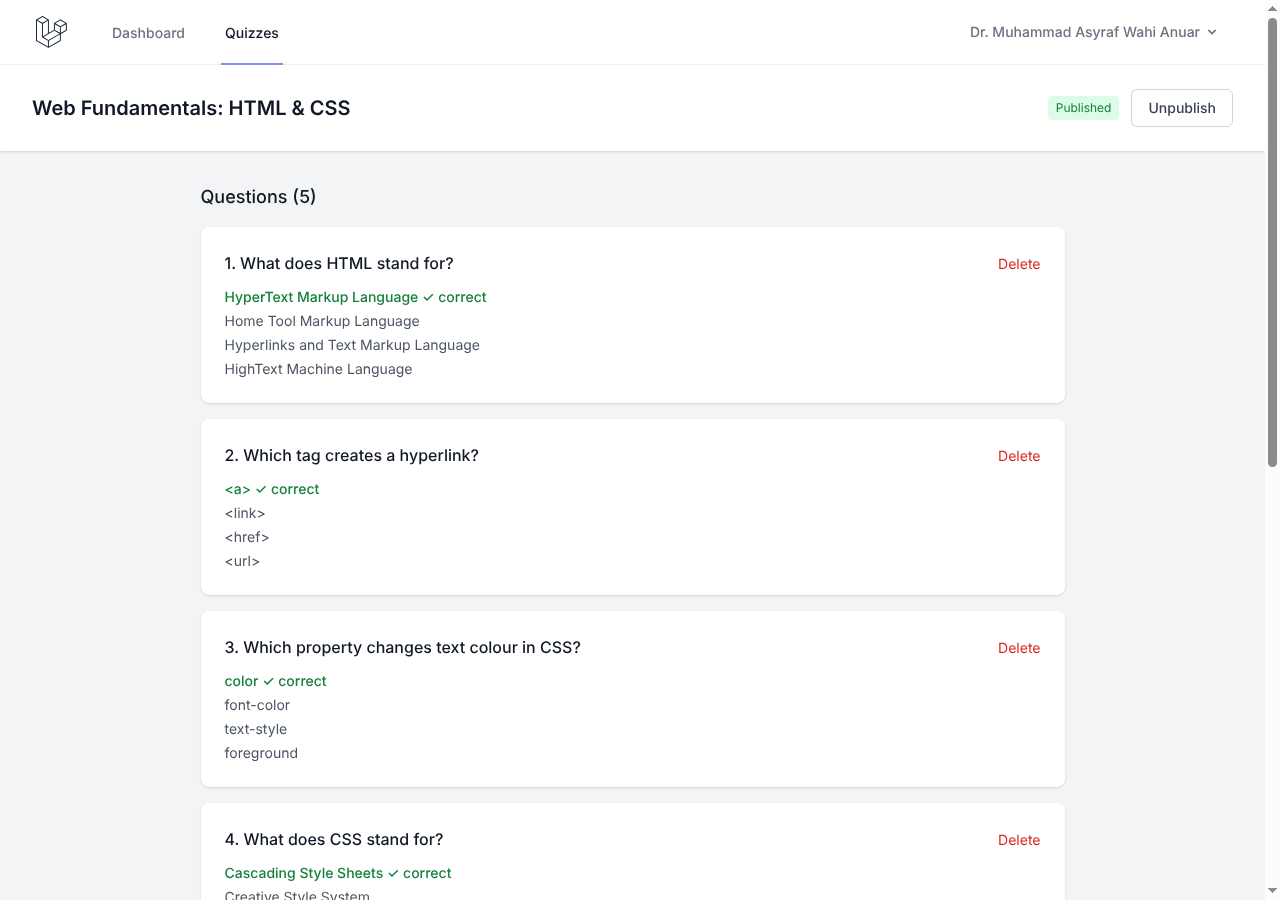 Dashboard
Quizzes
Dr. Muhammad Asyraf Wahi Anuar
Web Fundamentals: HTML & CSS
Published
Unpublish
Questions (5)
1. What does HTML stand for?
Delete
HyperText Markup Language ✓ correct
Home Tool Markup Language
Hyperlinks and Text Markup Language
HighText Machine Language
2. Which tag creates a hyperlink?
Delete
<a> ✓ correct
<link>
<href>
<url>
3. Which property changes text colour in CSS?
Delete
color ✓ correct
font-color
text-style
foreground
4. What does CSS stand for?
Delete
Cascading Style Sheets ✓ correct
Creative Style System